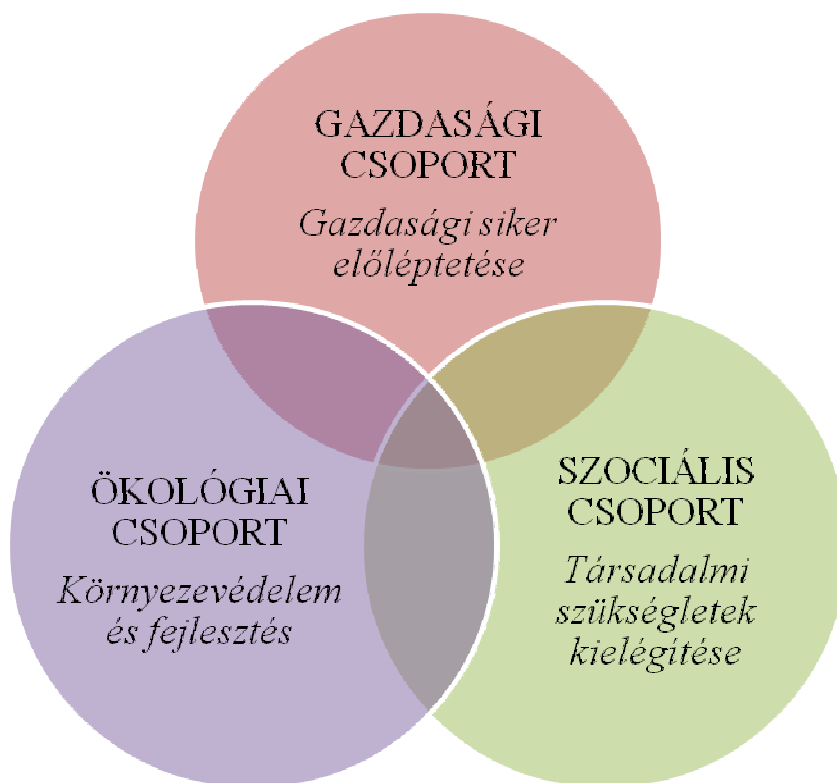 GAZDASÁGI
CSOPORT
Gazdasági siker
előléptetése
ÖKOLÓGIAI
CSOPORT
Környezevédelem
és fejlesztés
SZOCIÁLIS
CSOPORT
Társadalmi
szükségletek
kielégítése